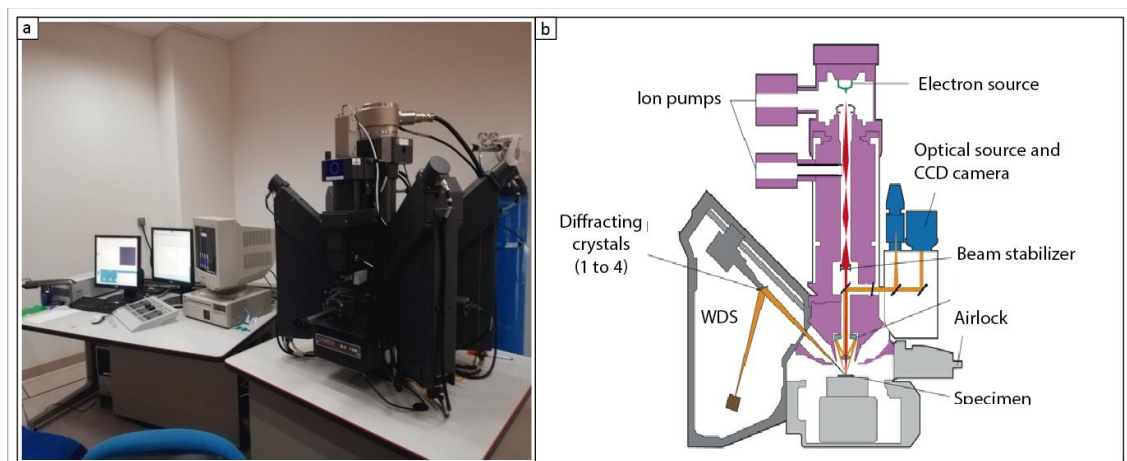 a
b
Ion pumps
Electron source
Optical source and
CCD camera
Diffracting
crystals
(1 to 4)
Beam stabilizer
WDS
Airlock
Specimen